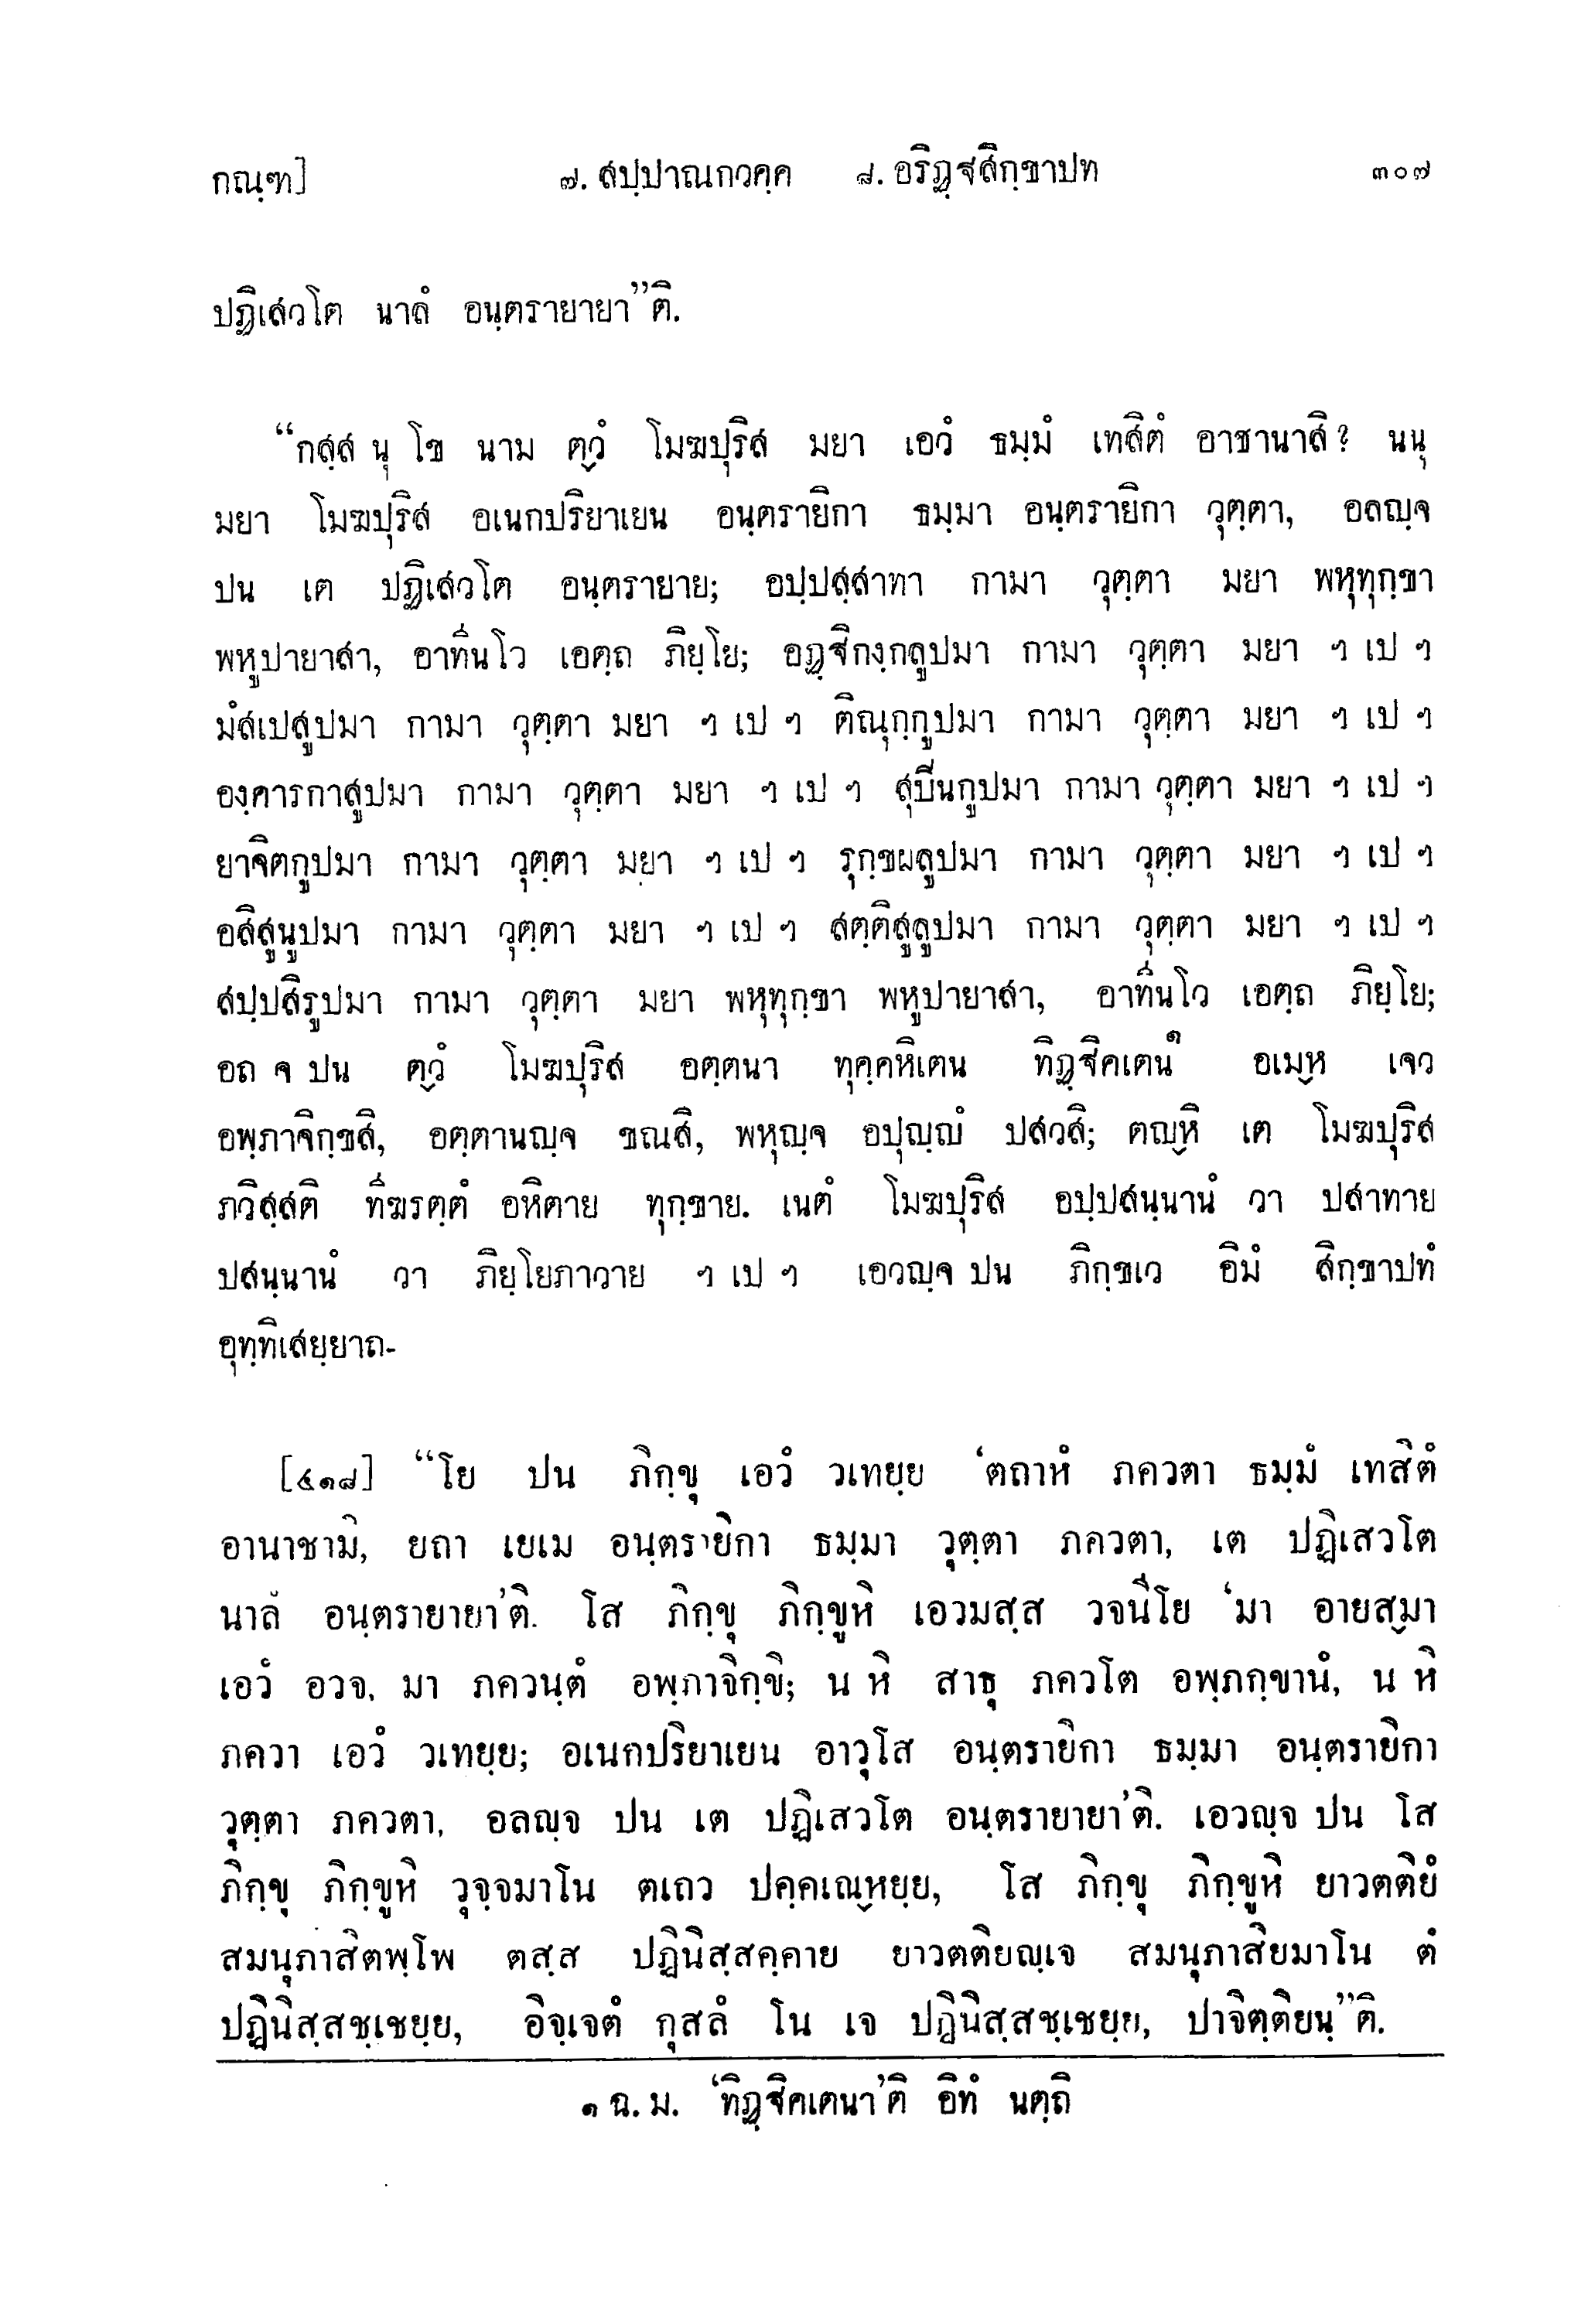 กณฺฑ] ๗. สปฺปาณกวคฺค ๘. อริฏฺฐสิกฺขาปท ๓๐๗
ปฏิเสวโต นาลํ อนฺตรายายา”ติ.
“กสฺส นุ โข นาม ตฺวํ โมฆปุริส มยา เอวํ ธมฺมํ เทสิตํ อาชานาสิ? นนุ
มยา โมฆปุริส อเนกปริยาเยน อนฺตรายิกา ธมฺมา อนฺตรายิกา วุตฺตา, อลญฺจ
ปน เต ปฏิเสวโต อนฺตรายาย; อปฺปสฺสาทา กามา วุตฺตา มยา พหุทุกฺขา
พหูปายาสา, อาทีนโว เอตฺถ ภิยฺโย; อฏฺฐิกงฺกลูปมา กามา วุตฺตา มยา ฯ เป ฯ
มํสเปสูปมา กามา วุตฺตา มยา ฯ เป ฯ ติณุกฺกูปมา กามา วุตฺตา มยา ฯ เป ฯ
องฺคารกาสูปมา กามา วุตฺตา มยา ฯ เป ฯ สุปินกูปมา กามา วุตฺตา มยา ฯ เป ฯ
ยาจิตกูปมา กามา วุตฺตา มยา ฯ เป ฯ รุกฺขผลูปมา กามา วุตฺตา มยา ฯ เป ฯ
อสิสูนูปมา กามา วุตฺตา มยา ฯ เป ฯ สตฺติสูลูปมา กามา วุตฺตา มยา ฯ เป ฯ
สปฺปสิรูปมา กามา วุตฺตา มยา พหุทุกฺขา พหูปายาสา, อาทีนโว เอตฺถ ภิยฺโย;
อถ จ ปน ตฺวํ โมฆปุริส อตฺตนา ทุคฺคหิเตน ทิฏฺฐิคเตน๑ อเมฺห เจว
อพฺภาจิกฺขสิ, อตฺตานญฺจ ขณสิ, พหุญฺจ อปุญฺญํ ปสวสิ; ตญฺหิ เต โมฆปุริส
ภวิสฺสติ ทีฆรตฺตํ อหิตาย ทุกฺขาย. เนตํ โมฆปุริส อปฺปสนฺนานํ วา ปสาทาย
ปสนฺนานํ วา ภิยฺโยภาวาย ฯ เป ฯ เอวญฺจ ปน ภิกฺขเว อิมํ สิกฺขาปทํ
อุทฺทิเสยฺยาถ-
[๔๑๘] “โย ปน ภิกฺขุ เอวํ วเทยฺย ‘ตถาหํ ภควตา ธมฺมํ เทสิตํ
อานาชามิ, ยถา เยเม อนฺตรายิกา ธมฺมา วุตฺตา ภควตา, เต ปฏิเสวโต
นาลํ อนฺตรายายา’ติ. โส ภิกฺขุ ภิกฺขูหิ เอวมสฺส วจนีโย ‘มา อายสฺมา
เอวํ อวจ, มา ภควนฺตํ อพฺภาจิกฺขิ; น หิ สาธุ ภควโต อพฺภกฺขานํ, น หิ
ภควา เอวํ วเทยฺย; อเนกปริยาเยน อาวุโส อนฺตรายิกา ธมฺมา อนฺตรายิกา
วุตฺตา ภควตา, อลญฺจ ปน เต ปฏิเสวโต อนฺตรายายา’ติ. เอวญฺจ ปน โส
ภิกฺขุ ภิกฺขูหิ วุจฺจมาโน ตเถว ปคฺคเณฺหยฺย, โส ภิกฺขุ ภิกฺขูหิ ยาวตติยํ
สมนุภาสิตพฺโพ ตสฺส ปฏินิสฺสคฺคาย ยาวตติยญฺเจ สมนุภาสิยมาโน ตํ
ปฏินิสฺสชฺเชยฺย, อิจฺเจตํ กุสลํ โน เจ ปฏินิสฺสชฺเชยฺย, ปาจิตฺติยนฺ”ติ.
๑ ฉ. ม. ‘ทิฏฺฐิคเตนา’ติ อิทํ นตฺถิ